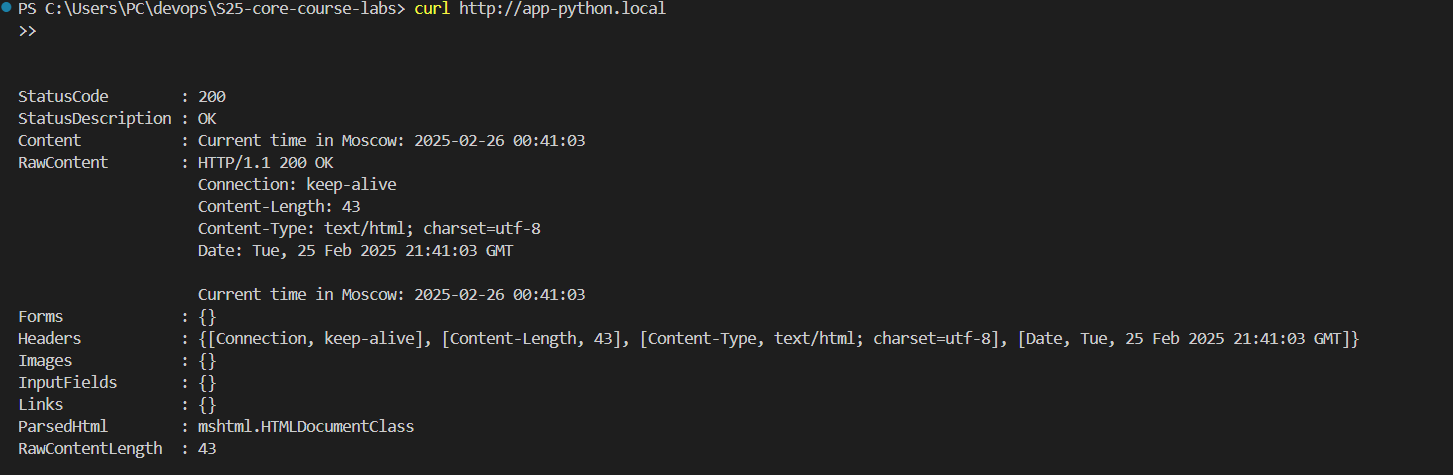 PS C:\Users\PC\devops\S25-core-course-labs> curl http://app-python.local
>>
StatusCode        : 200
StatusDescription : OK
Content           : Current time in Moscow: 2025-02-26 00:41:03
RawContent        : HTTP/1.1 200 OK
                    Connection: keep-alive
                    Content-Length: 43
                    Content-Type: text/html; charset=utf-8
                    Date: Tue, 25 Feb 2025 21:41:03 GMT

                    Current time in Moscow: 2025-02-26 00:41:03
Forms             : {}
Headers           : {[Connection, keep-alive], [Content-Length, 43], [Content-Type, text/html; charset=utf-8], [Date, Tue, 25 Feb 2025 21:41:03 GMT]}
Images            : {}
InputFields       : {}
Links             : {}
ParsedHtml        : mshtml.HTMLDocumentClass
RawContentLength  : 43